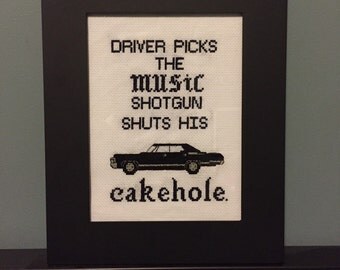 DRIVER PICKS
THE
MUSIC
SHOTGUN
SHUTS HIS
cakehole.